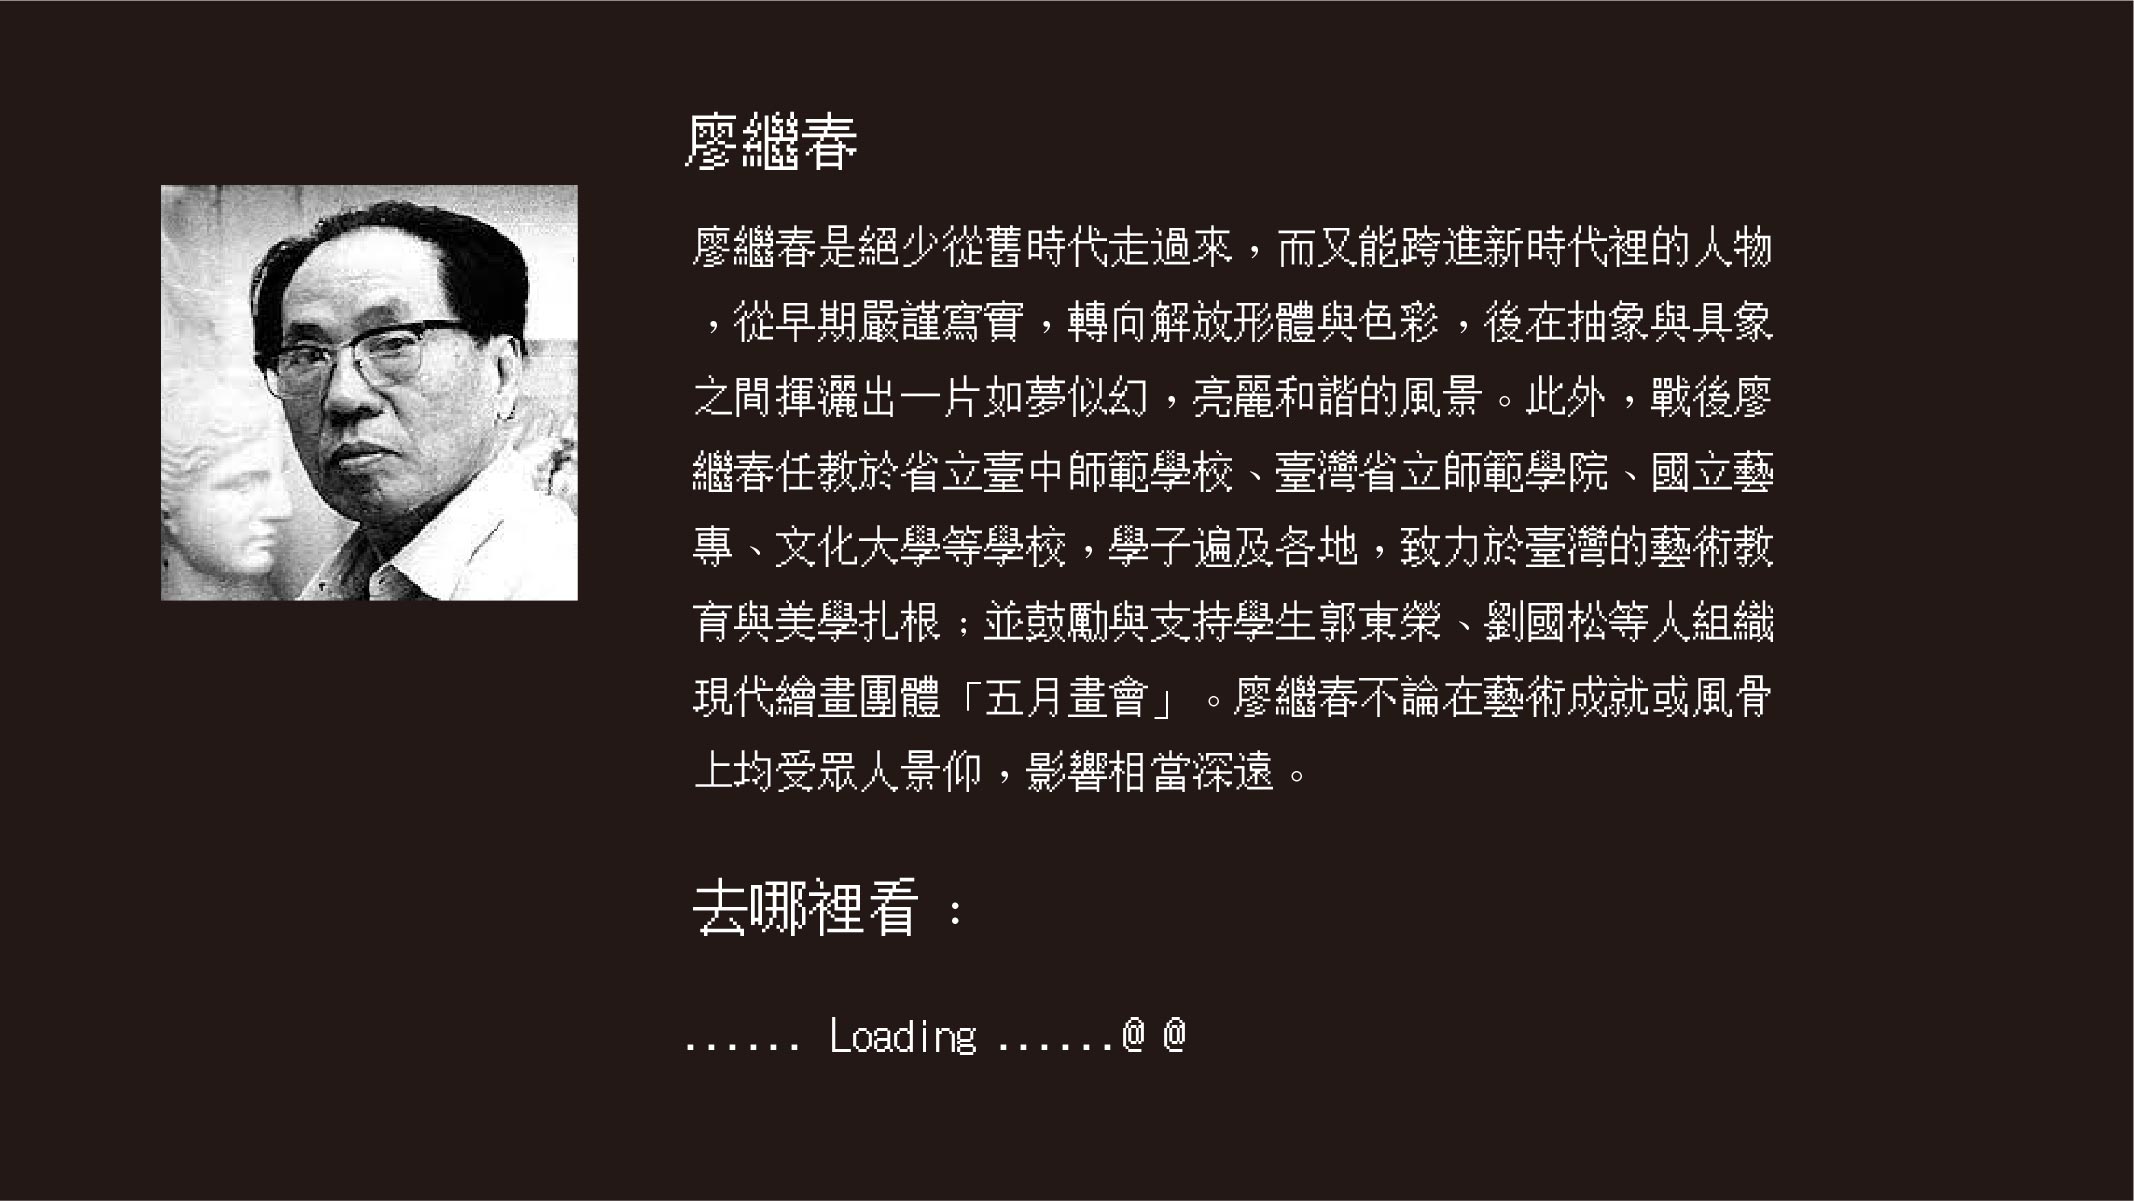 廖繼春
廖繼春是絕少從舊時代走過來，而又能跨進新時代裡的人物
，從早期嚴謹寫實，轉向解放形體與色彩，後在抽象與具象
之間揮灑出一片如夢似幻，亮麗和諧的風景。此外，戰後廖
繼春任教於省立臺中師範學校、臺灣省立師範學院、國立藝
專、文化大學等學校，學子遍及各地，致力於臺灣的藝術教
育與美學扎根；並鼓勵與支持學生郭東榮、劉國松等人組織
現代繪畫團體「五月畫會」。廖繼春不論在藝術成就或風骨
上均受眾人景仰，影響相當深遠。
去哪裡看：
...... Loading ......@ @